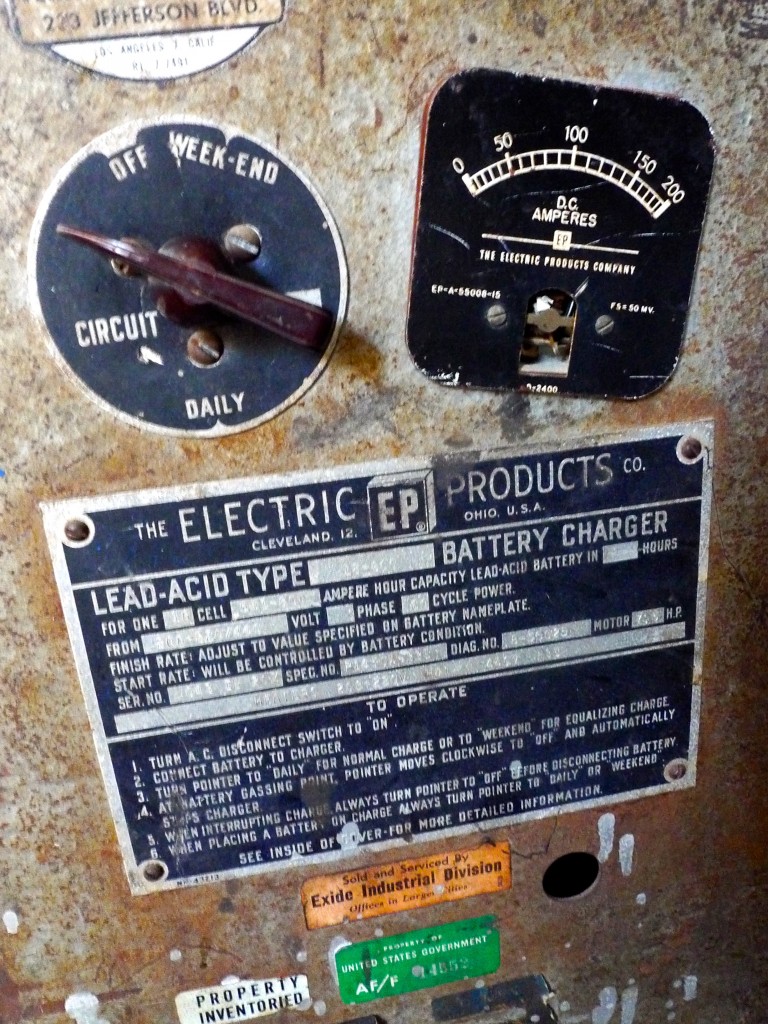 223 JEFFERSON BLVD.
LOS ANGELES 7, CALIF
OFF WEEK-END
CIRCUIT
DAILY
0 50 100 150 200
D.C.
AMPERES
EP
THE ELECTRIC PRODUCTS COMPANY
EP-A-55008-15
FS=50 MV.
-2400
THE ELECTRIC EP PRODUCTS CO.
CLEVELAND, 12, OHIO, U.S.A.
LEAD-ACID TYPE BATTERY CHARGER
FOR ONE CELL AMPERE HOUR CAPACITY LEAD-ACID BATTERY IN HOURS
FROM VOLT PHASE CYCLE POWER.
FINISH RATE: ADJUST TO VALUE SPECIFIED ON BATTERY NAMEPLATE.
START RATE: WILL BE CONTROLLED BY BATTERY CONDITION.
SER. NO. SPEC. NO. DIAG. NO. MOTOR H.P.
TO OPERATE
1. TURN A.C. DISCONNECT SWITCH TO "ON".
2. CONNECT BATTERY TO CHARGER.
3. TURN POINTER TO "DAILY" FOR NORMAL CHARGE OR TO "WEEKEND" FOR EQUALIZING CHARGE
4. AT BATTERY GASSING POINT, POINTER MOVES CLOCKWISE TO "OFF" AND AUTOMATICALLY
STOPS CHARGER.
5. WHEN INTERRUPTING CHARGE ALWAYS TURN POINTER TO "OFF" BEFORE DISCONNECTING BATTERY
WHEN PLACING A BATTERY ON CHARGE ALWAYS TURN POINTER TO "DAILY" OR "WEEKEND".
SEE INSIDE OF COVER-FOR MORE DETAILED INFORMATION.
Sold and Serviced By
Exide Industrial Division
Offices in Larger Cities
PROPERTY OF
UNITED STATES GOVERNMENT
AF/F
PROPERTY
INVENTORIED